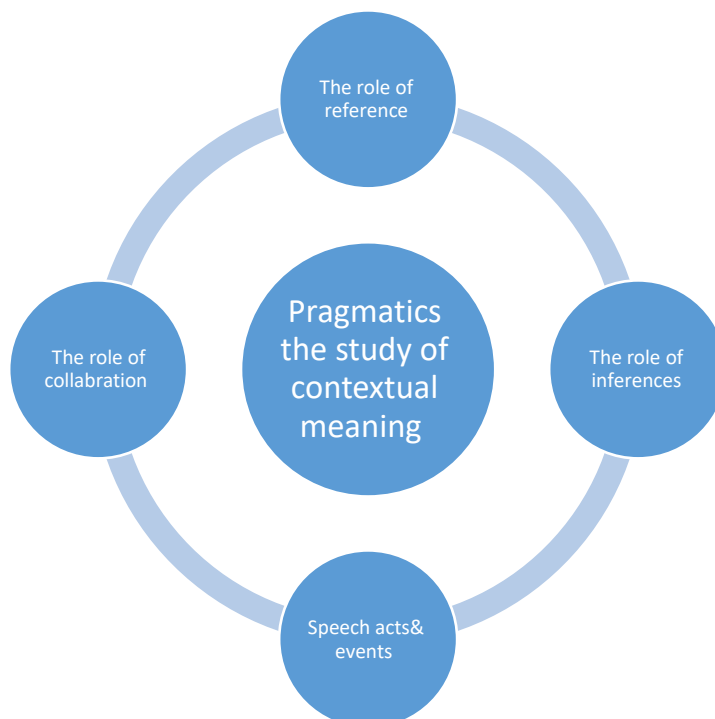 The role of
reference
Pragmatics
the study of
contextual
meaning
The role of
collabration
The role of
inferences
Speech acts&
events